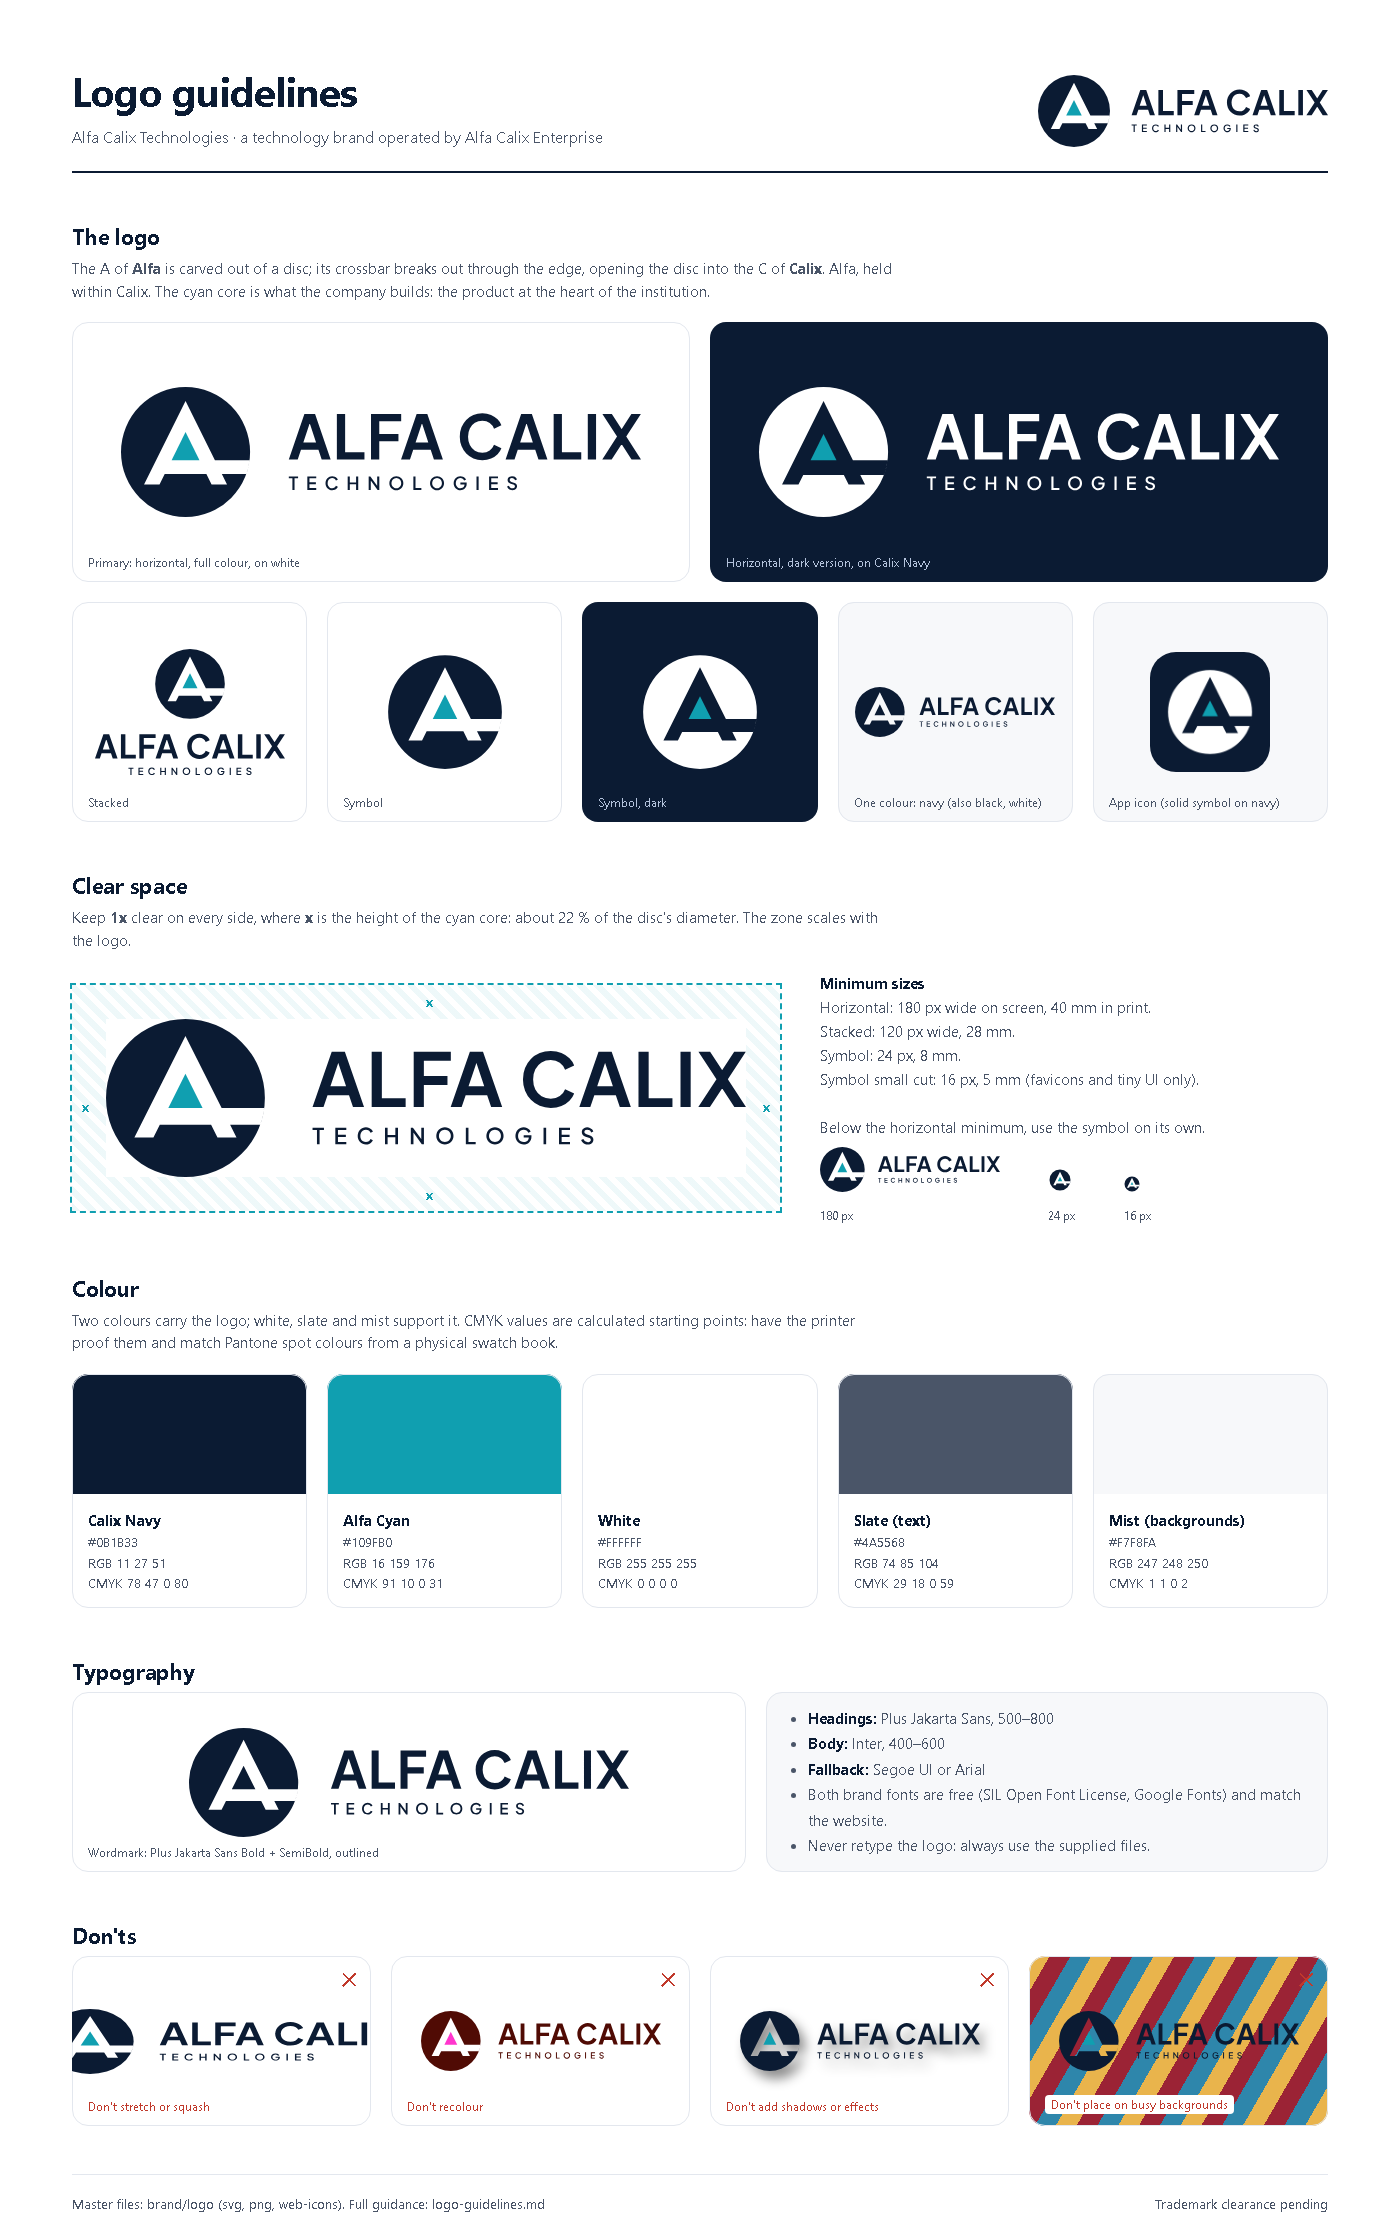 Logo guidelines
Alfa Calix Technologies · a technology brand operated by Alfa Calix Enterprise
ALFA CALIX
TECHNOLOGIES
The logo
The A of Alfa is carved out of a disc; its crossbar breaks out through the edge, opening the disc into the C of Calix. Alfa, held
within Calix. The cyan core is what the company builds: the product at the heart of the institution.
ALFA CALIX
TECHNOLOGIES
Primary: horizontal, full colour, on white
ALFA CALIX
TECHNOLOGIES
Horizontal, dark version, on Calix Navy
ALFA CALIX
TECHNOLOGIES
Stacked
Symbol
Symbol, dark
ALFA CALIX
TECHNOLOGIES
One colour: navy (also black, white)
App icon (solid symbol on navy)
Clear space
Keep 1x clear on every side, where x is the height of the cyan core: about 22 % of the disc's diameter. The zone scales with
the logo.
x
x
ALFA CALIX
TECHNOLOGIES
x
x
Minimum sizes
Horizontal: 180 px wide on screen, 40 mm in print.
Stacked: 120 px wide, 28 mm.
Symbol: 24 px, 8 mm.
Symbol small cut: 16 px, 5 mm (favicons and tiny UI only).
Below the horizontal minimum, use the symbol on its own.
ALFA CALIX
TECHNOLOGIES
180 px
24 px
16 px
Colour
Two colours carry the logo; white, slate and mist support it. CMYK values are calculated starting points: have the printer
proof them and match Pantone spot colours from a physical swatch book.
Calix Navy
#0B1B33
RGB 11 27 51
CMYK 78 47 0 80
Alfa Cyan
#109FB0
RGB 16 159 176
CMYK 91 10 0 31
White
#FFFFFF
RGB 255 255 255
CMYK 0 0 0 0
Slate (text)
#4A5568
RGB 74 85 104
CMYK 29 18 0 59
Mist (backgrounds)
#F7F8FA
RGB 247 248 250
CMYK 1 1 0 2
Typography
ALFA CALIX
TECHNOLOGIES
Wordmark: Plus Jakarta Sans Bold + SemiBold, outlined
• Headings: Plus Jakarta Sans, 500–800
• Body: Inter, 400–600
• Fallback: Segoe UI or Arial
• Both brand fonts are free (SIL Open Font License, Google Fonts) and match
the website.
• Never retype the logo: always use the supplied files.
Don'ts
ALFA CALI
TECHNOLOGIES
Don't stretch or squash
ALFA CALIX
TECHNOLOGIES
Don't recolour
ALFA CALIX
TECHNOLOGIES
Don't add shadows or effects
ALFA CALIX
TECHNOLOGIES
Don't place on busy backgrounds
Master files: brand/logo (svg, png, web-icons). Full guidance: logo-guidelines.md
Trademark clearance pending